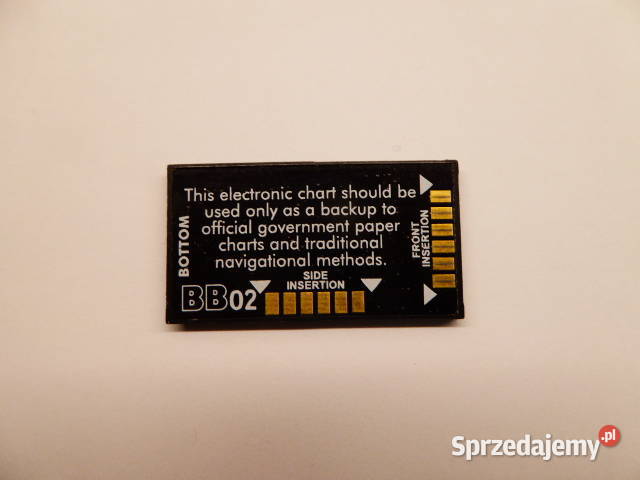 This electronic chart should be
used only as a backup to
official government paper
charts and traditional
navigational methods.
BOTTOM
SIDE
INSERTION
FRONT
INSERTION
BB02
Sprzedajemy.pl